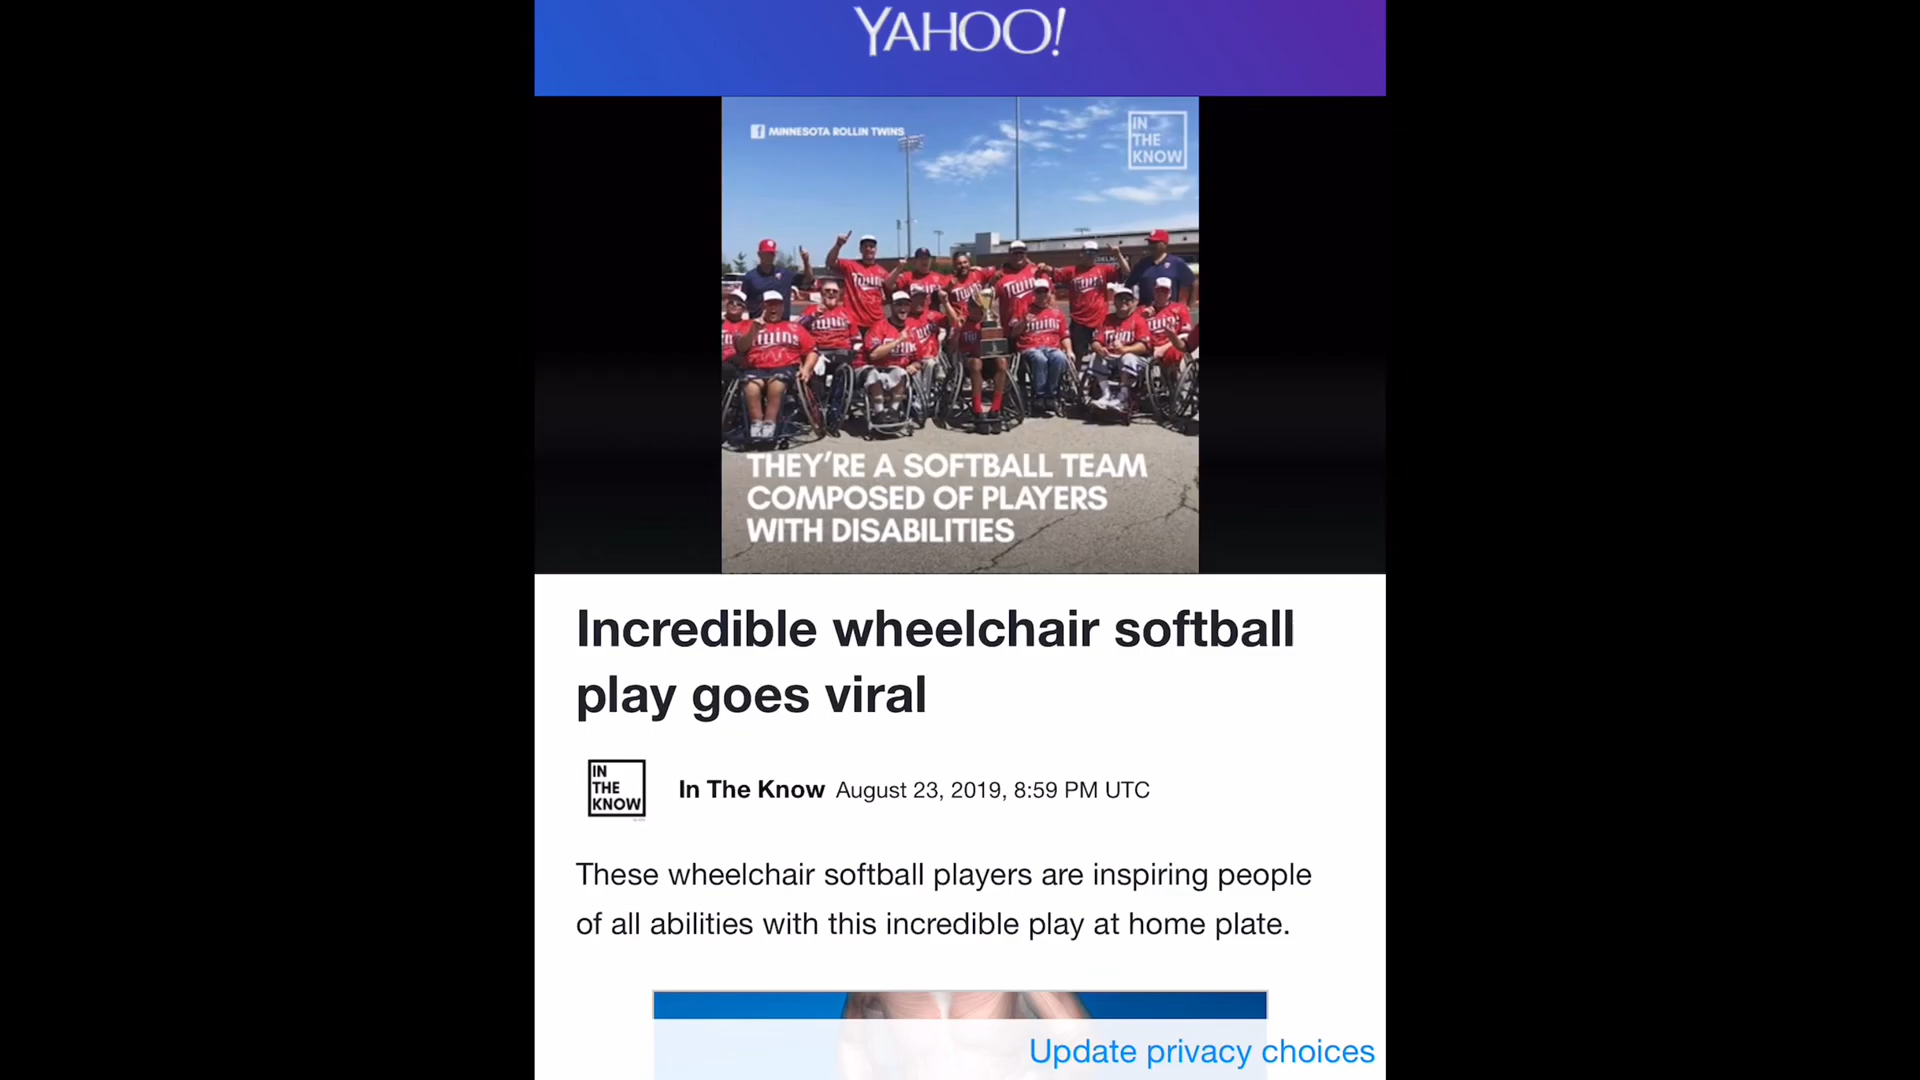 YAHOO!
MINNESOTA ROLLIN TWINS
IN
THE
KNOW
THEY'RE A SOFTBALL TEAM
COMPOSED OF PLAYERS
WITH DISABILITIES
Incredible wheelchair softball
play goes viral
IN
THE
KNOW
In The Know August 23, 2019, 8:59 PM UTC
These wheelchair softball players are inspiring people
of all abilities with this incredible play at home plate.
Update privacy choices